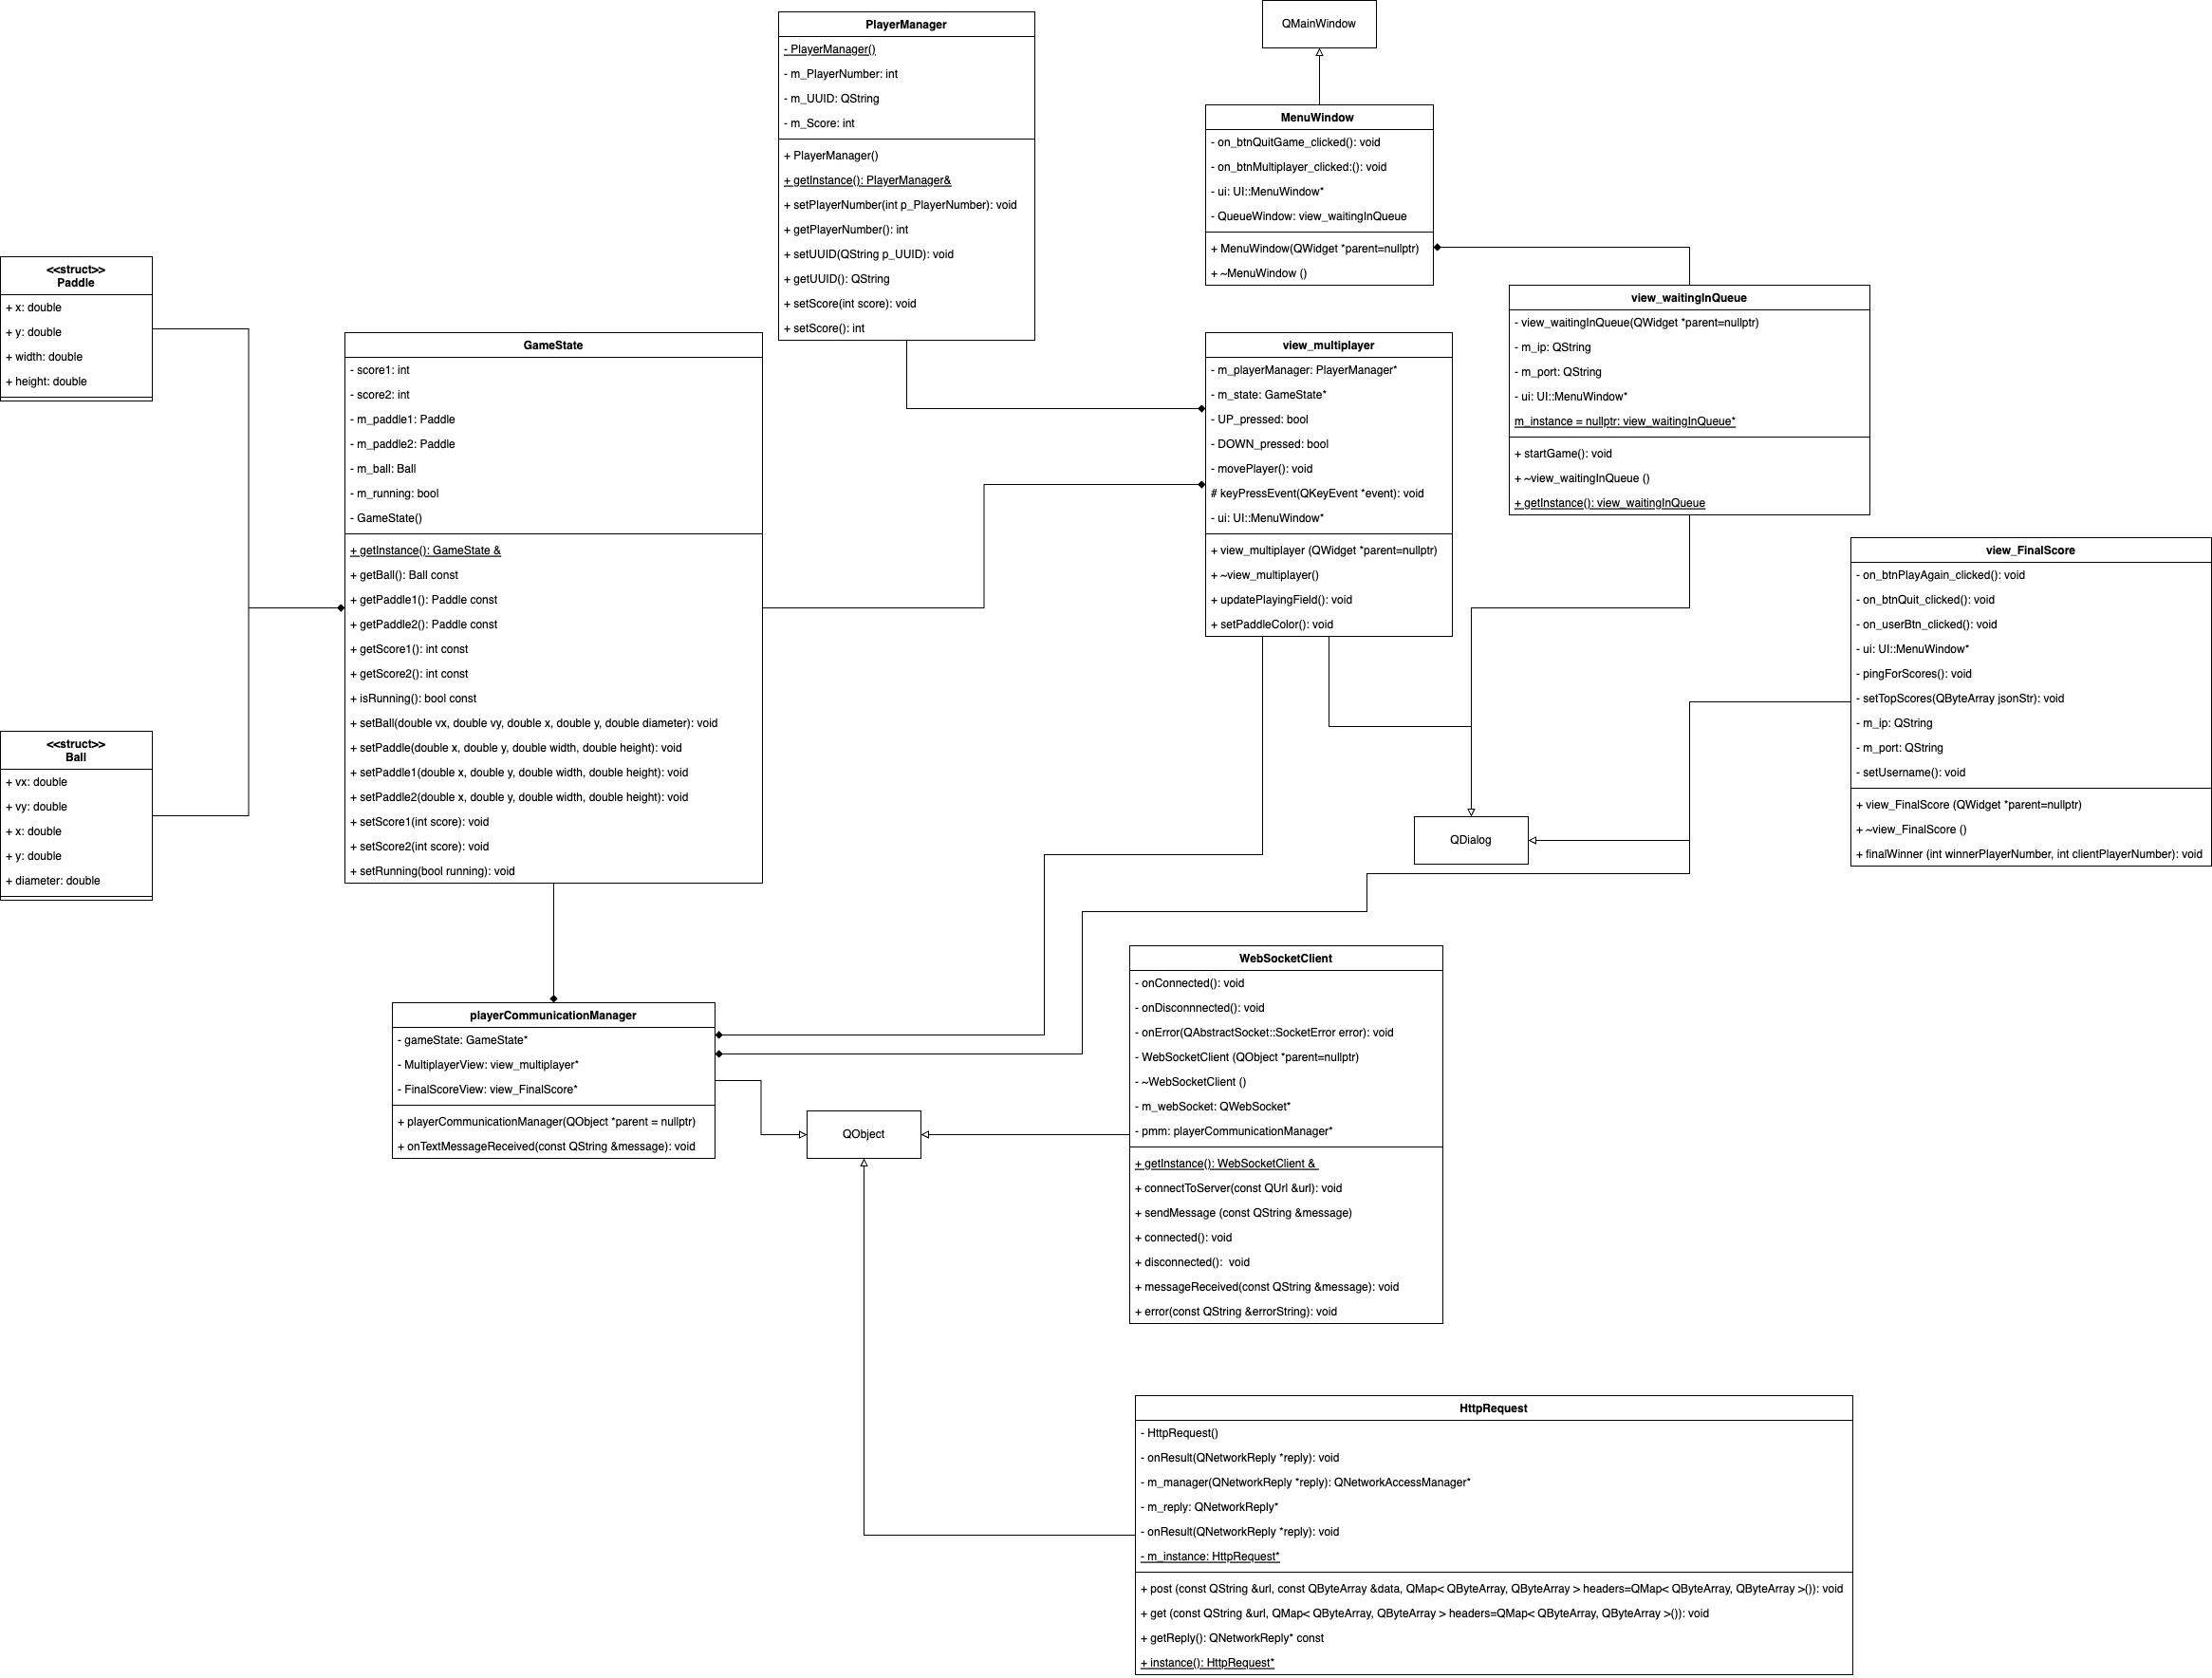 PlayerManager
- PlayerManager()
- m_PlayerNumber: int
- m_UUID: QString
- m_Score: int
+ PlayerManager()
+ getInstance(): PlayerManager&
+ setPlayerNumber(int p_PlayerNumber): void
+ getPlayerNumber(): int
+ setUUID(QString p_UUID): void
+ getUUID(): QString
+ setScore(int score): void
+ setScore(): int
QMainWindow
MenuWindow
- on_btnQuitGame_clicked(): void
- on_btnMultiplayer_clicked:(): void
- ui: UI::MenuWindow*
- QueueWindow: view_waitingInQueue
+ MenuWindow(QWidget *parent=nullptr)
+ ~MenuWindow ()
<<struct>>
Paddle
+ x: double
+ y: double
+ width: double
+ height: double
GameState
- score1: int
- score2: int
- m_paddle1: Paddle
- m_paddle2: Paddle
- m_ball: Ball
- m_running: bool
- GameState()
+ getInstance(): GameState &
+ getBall(): Ball const
+ getPaddle1(): Paddle const
+ getPaddle2(): Paddle const
+ getScore1(): int const
+ getScore2(): int const
+ isRunning(): bool const
+ setBall(double vx, double vy, double x, double y, double diameter): void
+ setPaddle(double x, double y, double width, double height): void
+ setPaddle1(double x, double y, double width, double height): void
+ setPaddle2(double x, double y, double width, double height): void
+ setScore1(int score): void
+ setScore2(int score): void
+ setRunning(bool running): void
view_multiplayer
- m_playerManager: PlayerManager*
- m_state: GameState*
- UP_pressed: bool
- DOWN_pressed: bool
- movePlayer(): void
# keyPressEvent(QKeyEvent *event): void
- ui: UI::MenuWindow*
+ view_multiplayer (QWidget *parent=nullptr)
+ ~view_multiplayer()
+ updatePlayingField(): void
+ setPaddleColor(): void
view_waitingInQueue
- view_waitingInQueue(QWidget *parent=nullptr)
- m_ip: QString
- m_port: QString
- ui: UI::MenuWindow*
m_instance = nullptr: view_waitingInQueue*
+ startGame(): void
+ ~view_waitingInQueue ()
+ getInstance(): view_waitingInQueue
view_FinalScore
- on_btnPlayAgain_clicked(): void
- on_btnQuit_clicked(): void
- on_userBtn_clicked(): void
- ui: UI::MenuWindow*
- pingForScores(): void
- setTopScores(QByteArray jsonStr): void
- m_ip: QString
- m_port: QString
- setUsername(): void
+ view_FinalScore (QWidget *parent=nullptr)
+ ~view_FinalScore ()
+ finalWinner (int winnerPlayerNumber, int clientPlayerNumber): void
<<struct>>
Ball
+ vx: double
+ vy: double
+ x: double
+ y: double
+ diameter: double
QDialog
playerCommunicationManager
- gameState: GameState*
- MultiplayerView: view_multiplayer*
- FinalScoreView: view_FinalScore*
+ playerCommunicationManager(QObject *parent = nullptr)
+ onTextMessageReceived(const QString &message): void
QObject
WebSocketClient
- onConnected(): void
- onDisconnnected(): void
- onError(QAbstractSocket::SocketError error): void
- WebSocketClient (QObject *parent=nullptr)
- ~WebSocketClient ()
- m_webSocket: QWebSocket*
- pmm: playerCommunicationManager*
+ getInstance(): WebSocketClient &
+ connectToServer(const QUrl &url): void
+ sendMessage (const QString &message)
+ connected(): void
+ disconnected():  void
+ messageReceived(const QString &message): void
+ error(const QString &errorString): void
HttpRequest
- HttpRequest()
- onResult(QNetworkReply *reply): void
- m_manager(QNetworkReply *reply): QNetworkAccessManager*
- m_reply: QNetworkReply*
- onResult(QNetworkReply *reply): void
- m_instance: HttpRequest*
+ post (const QString &url, const QByteArray &data, QMap< QByteArray, QByteArray > headers=QMap< QByteArray, QByteArray >()): void
+ get (const QString &url, QMap< QByteArray, QByteArray > headers=QMap< QByteArray, QByteArray >()): void
+ getReply(): QNetworkReply* const
+ instance(): HttpRequest*